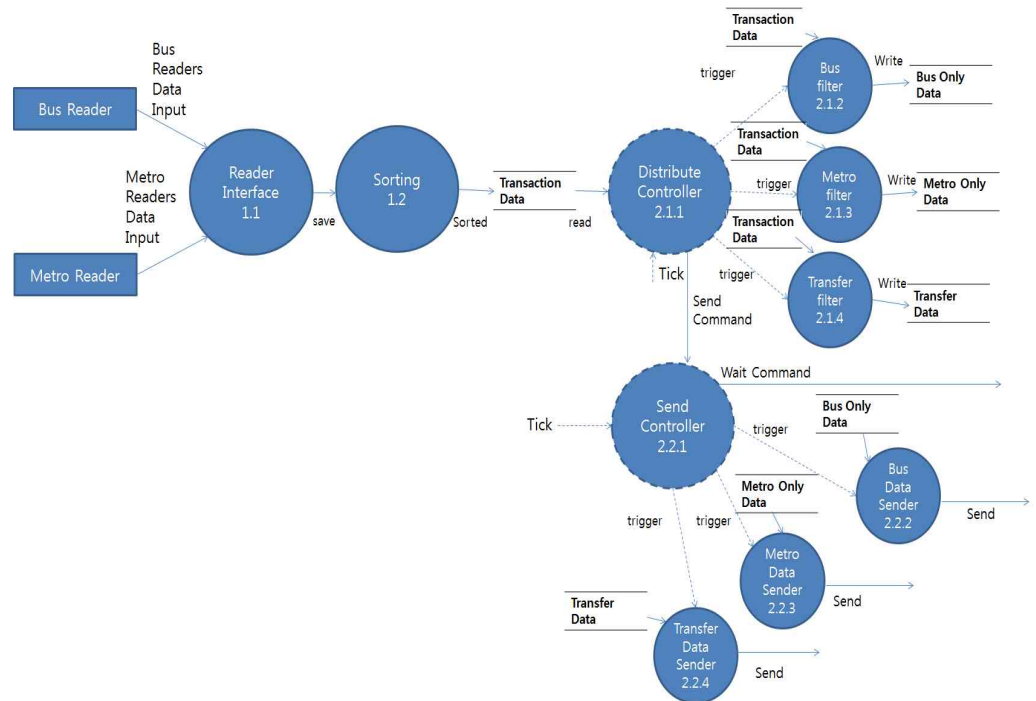 Bus Reader
Bus
Readers
Data
Input
Metro
Readers
Data
Input
Metro Reader
Reader
Interface
1.1
save
Sorting
1.2
Sorted
Transaction
Data
read
Distribute
Controller
2.1.1
Tick
Send
Command
trigger
Transaction
Data
Bus
filter
2.1.2
Write
Bus Only
Data
trigger
Transaction
Data
Metro
filter
2.1.3
Write
Metro Only
Data
trigger
Transaction
Data
Transfer
filter
2.1.4
Write
Transfer
Data
Tick
Send
Controller
2.2.1
Wait Command
trigger
Bus Only
Data
Bus
Data
Sender
2.2.2
Send
trigger
Metro Only
Data
Metro
Data
Sender
2.2.3
Send
trigger
Transfer
Data
Transfer
Data
Sender
2.2.4
Send